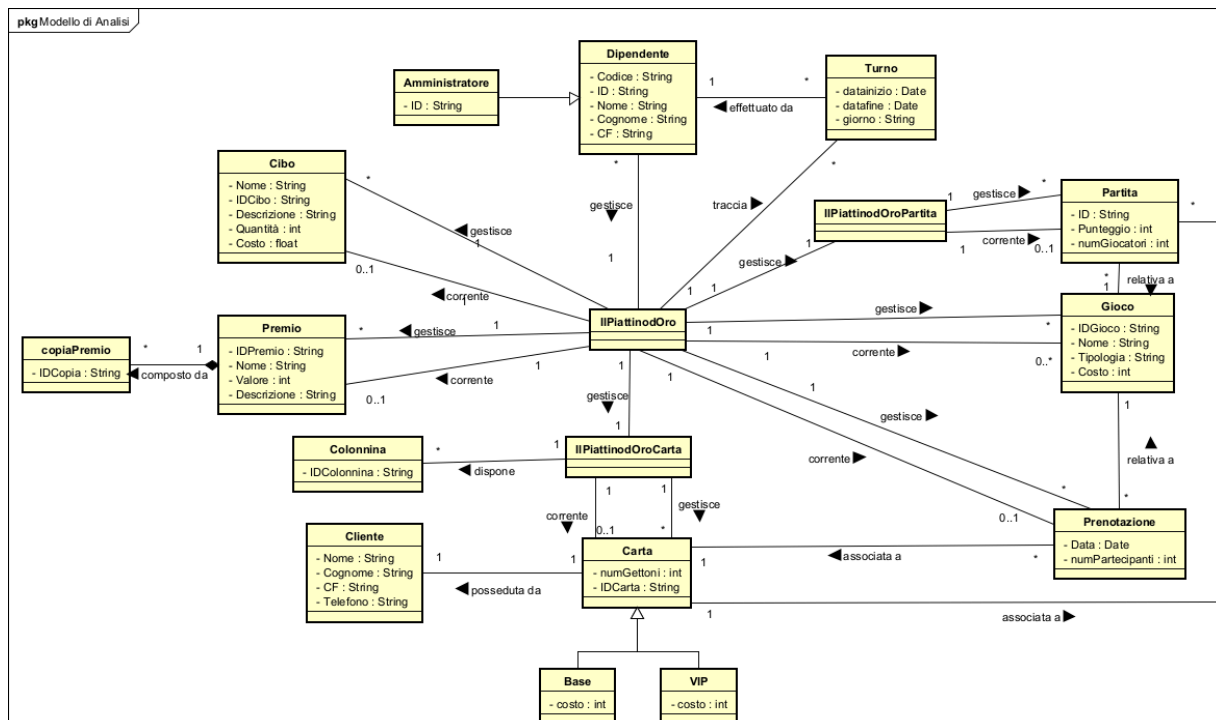 pkg Modello di Analisi
Dipendente
- Codice : String
- ID : String
- Nome : String
- Cognome : String
- CF : String
Amministratore
- ID : String
Turno
- datainizio : Date
- datafine : Date
- giorno : String
1
*
◀ effettuato da
Cibo
- Nome : String
- IDCibo : String
- Descrizione : String
- Quantità : int
- Costo : float
*
gestisce
▼
1
*
traccia ▶
1
*
◀ gestisce
1
0..1
◀ corrente
1
IlPiattinodOroPartita
1
gestisce ▶
1
1
gestisce ▶
*
corrente ▶
1
0..1
Partita
- ID : String
- Punteggio : int
- numGiocatori : int
*
*
relativa a
▼
1
Gioco
- IDGioco : String
- Nome : String
- Tipologia : String
- Costo : int
IlPiattinodOro
gestisce ▶
1
*
corrente ▶
1
0..*
Premio
- IDPremio : String
- Nome : String
- Valore : int
- Descrizione : String
*
◀ gestisce
1
0..1
◀ corrente
1
copiaPremio
- IDCopia : String
*
1
◀ composto da
1
gestisce
▼
1
1
gestisce ▶
*
1
corrente ▶
0..1
1
▲
relativa a
*
Colonnina
- IDColonnina : String
*
1
◀ dispone
IlPiattinodOroCarta
1
corrente
▼
0..1
1
gestisce
▼
*
Prenotazione
- Data : Date
- numPartecipanti : int
Cliente
- Nome : String
- Cognome : String
- CF : String
- Telefono : String
1
1
◀ posseduta da
Carta
- numGettoni : int
- IDCarta : String
1
◀ associata a
*
1
associata a ▶
Base
- costo : int
VIP
- costo : int